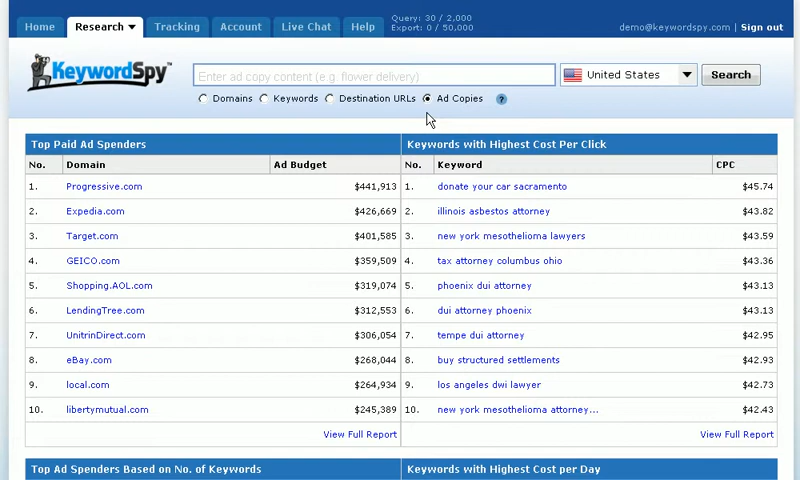 Home Research Tracking Account Live Chat Help Query: 30 / 2,000
Export: 0 / 50,000
demo@keywordspy.com | Sign out
KeywordSpy™ Enter ad copy content (e.g. flower delivery) United States Search
Domains Keywords Destination URLs Ad Copies ?
Top Paid Ad Spenders
No. Domain Ad Budget
1. Progressive.com $441,913
2. Expedia.com $426,669
3. Target.com $401,585
4. GEICO.com $359,509
5. Shopping.AOL.com $319,074
6. LendingTree.com $312,553
7. UnitrinDirect.com $306,054
8. eBay.com $268,044
9. local.com $264,934
10. libertymutual.com $245,389
View Full Report
Keywords with Highest Cost Per Click
No. Keyword CPC
1. donate your car sacramento $45.74
2. illinois asbestos attorney $43.82
3. new york mesothelioma lawyers $43.59
4. tax attorney columbus ohio $43.36
5. phoenix dui attorney $43.13
6. dui attorney phoenix $43.13
7. tempe dui attorney $42.95
8. buy structured settlements $42.93
9. los angeles dwi lawyer $42.73
10. new york mesothelioma attorney... $42.43
View Full Report
Top Ad Spenders Based on No. of Keywords
Keywords with Highest Cost per Day